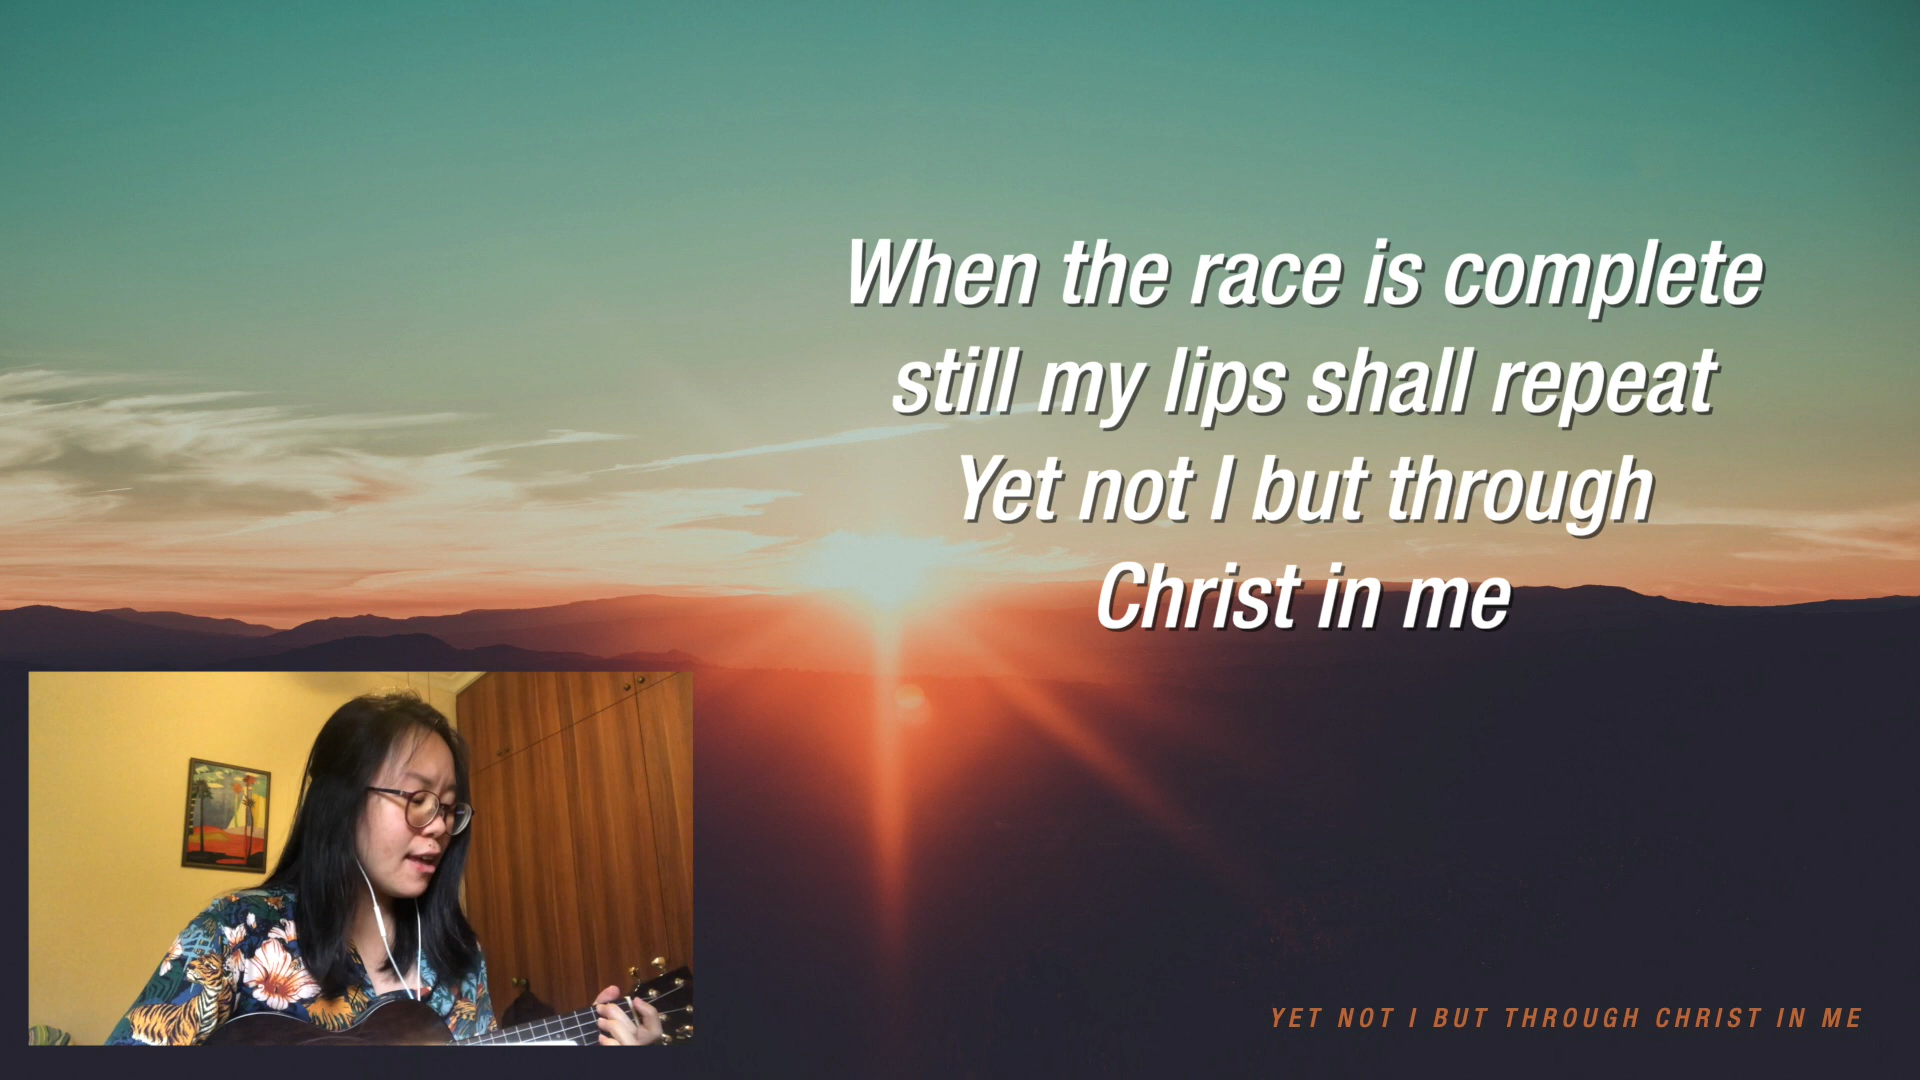 When the race is complete
still my lips shall repeat
Yet not I but through
Christ in me
YET NOT I BUT THROUGH CHRIST IN ME